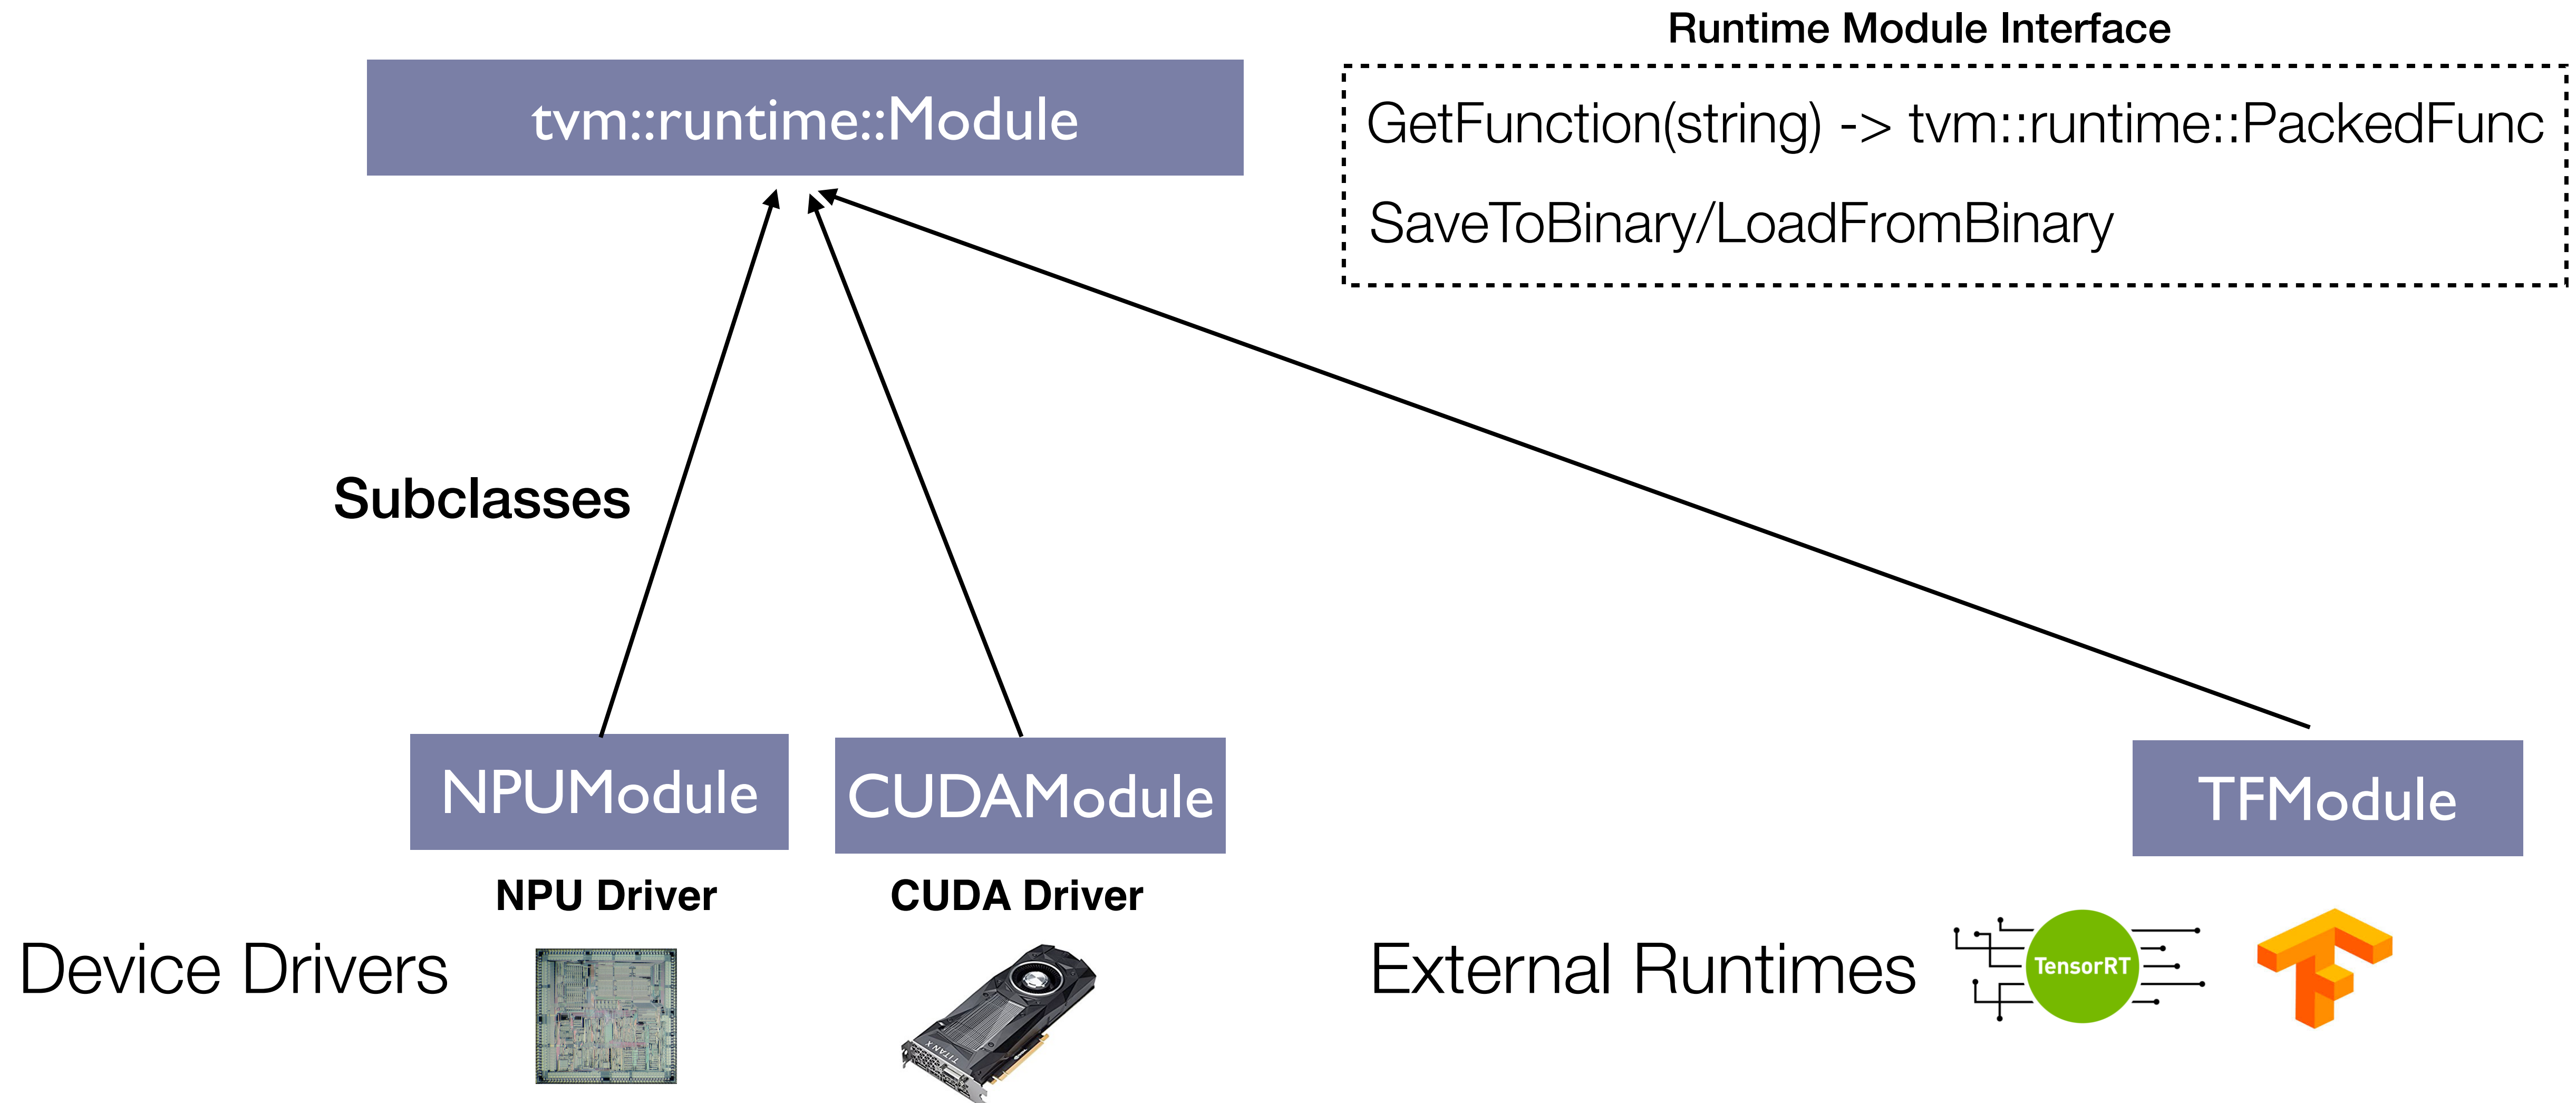 Runtime Module Interface
tvm::runtime::Module
GetFunction(string) -> tvm::runtime::PackedFunc
SaveToBinary/LoadFromBinary
Subclasses
NPUModule
CUDAModule
TFModule
NPU Driver
CUDA Driver
Device Drivers
External Runtimes
TensorRT
TITAN X